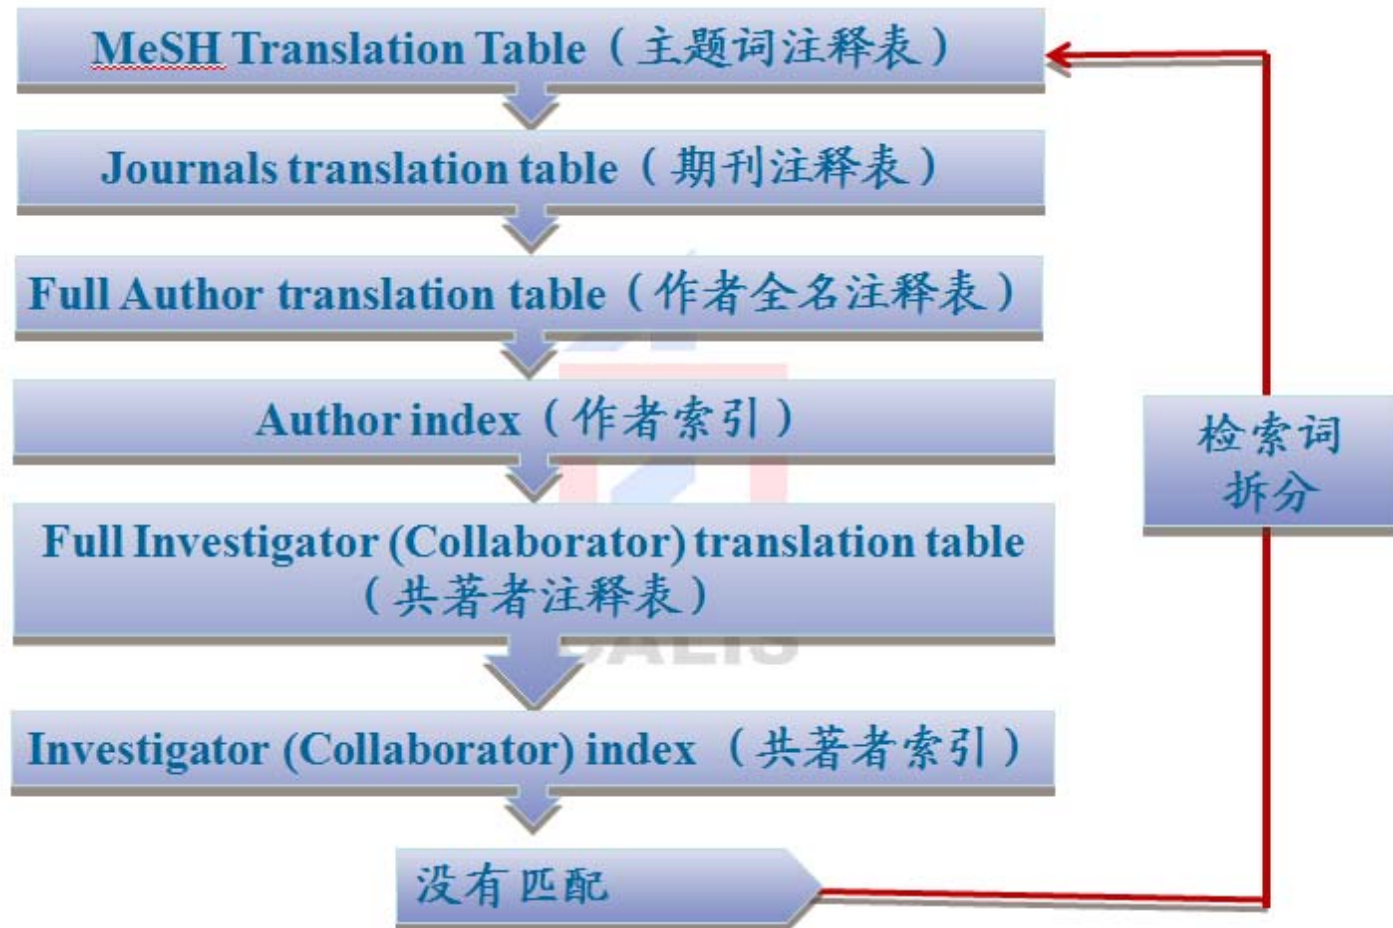 MeSH Translation Table（主题词注释表）
Journals translation table（期刊注释表）
Full Author translation table（作者全名注释表）
Author index（作者索引）
检索词
拆分
Full Investigator (Collaborator) translation table
（共著者注释表）
CALIS
Investigator (Collaborator) index （共著者索引）
没有匹配